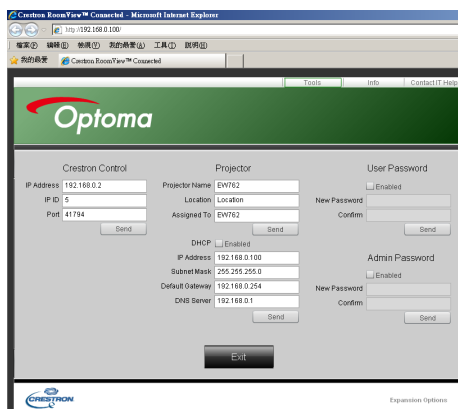 Crestron RoomView™ Connected - Microsoft Internet Explorer
http://192.168.0.100/
檔案(F) 編輯(E) 檢視(V) 我的最愛(A) 工具(T) 說明(H)
我的最愛 Crestron RoomView™ Connected
Tools Info Contact IT Help
Optoma
Crestron Control Projector User Password
IP Address 192.168.0.2 Projector Name EW762 Enabled
IP ID 5 Location Location New Password
Port 41794 Assigned To EW762 Confirm
Send Send Send
DHCP Enabled
IP Address 192.168.0.100 Admin Password
Subnet Mask 255.255.255.0 Enabled
Default Gateway 192.168.0.254 New Password
DNS Server 192.168.0.1 Confirm
Send Send
Exit
CRESTRON Expansion Options